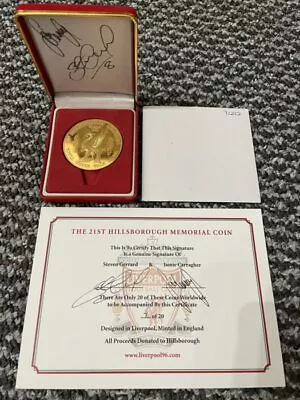 THE 21ST HILLSBOROUGH MEMORIAL COIN
This Is To Certify That This Signature
Is a Genuine Signature Of
Steven Gerrard & Jamie Carragher
LIVERPOOL
There Are Only 20 of These Coins Worldwide
to be Accompanied By this Certificate
of 20
Designed in Liverpool, Minted in England
All Proceeds Donated to Hillsborough
www.liverpool96.com